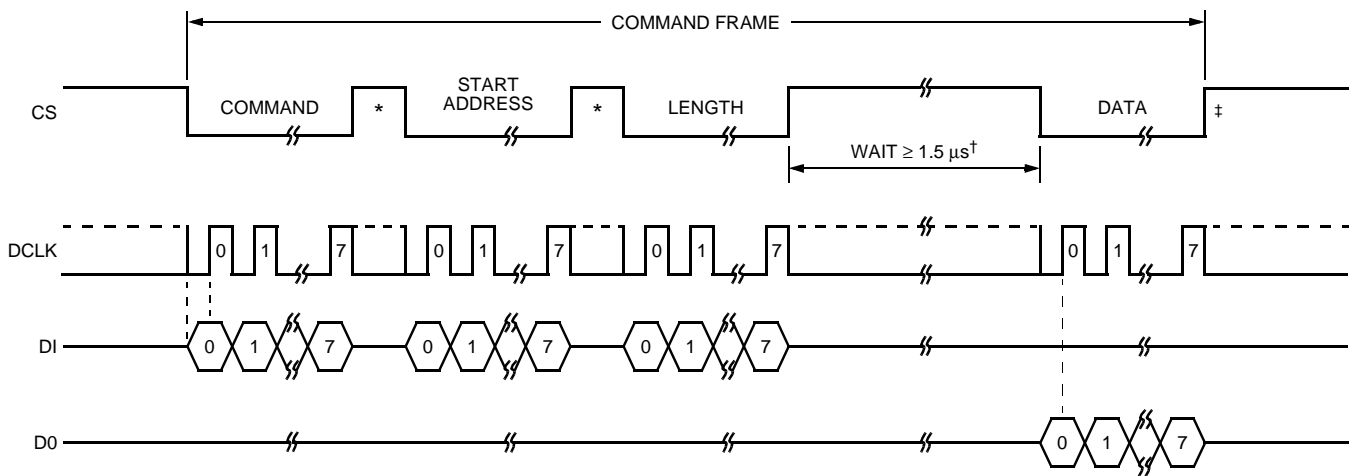 COMMAND FRAME
CS
COMMAND
*
START
ADDRESS
*
LENGTH
DATA
‡
WAIT ≥ 1.5 µs†
DCLK
0 1 7 0 1 7 0 1 7 0 1 7
DI
0 1 7 0 1 7 0 1 7
D0
0 1 7